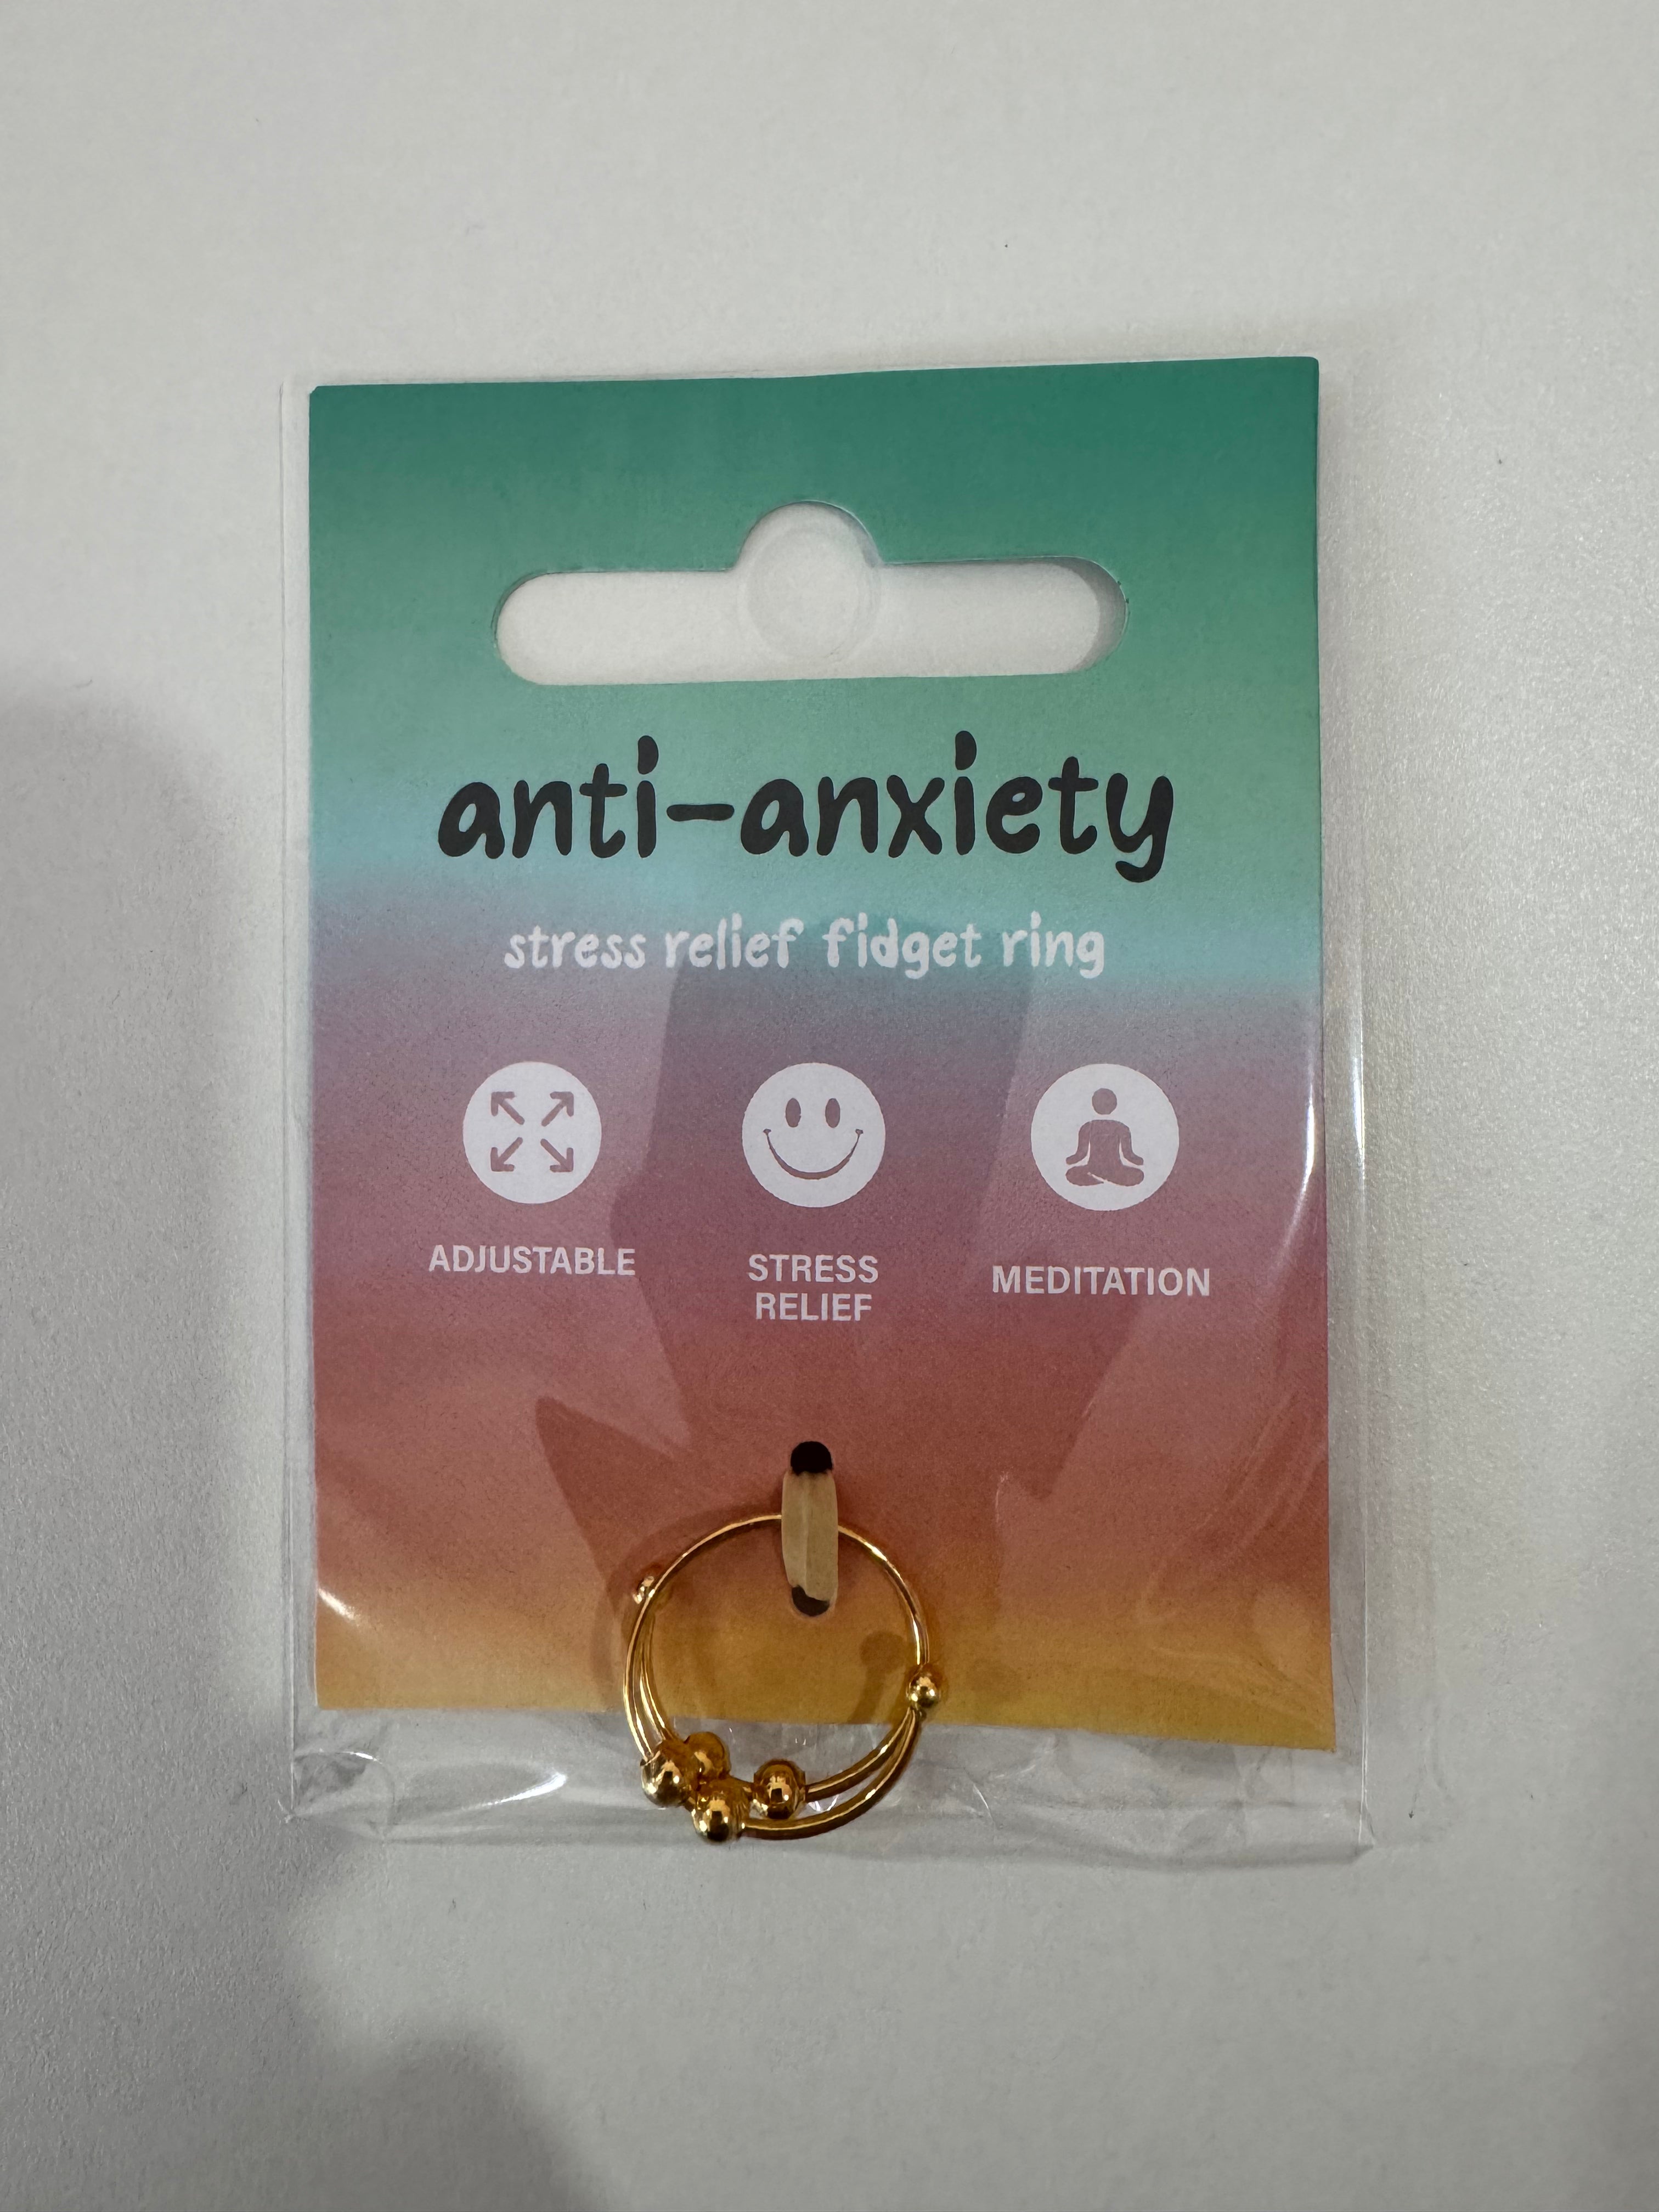 anti-anxiety
stress relief fidget ring
ADJUSTABLE
STRESS
RELIEF
MEDITATION